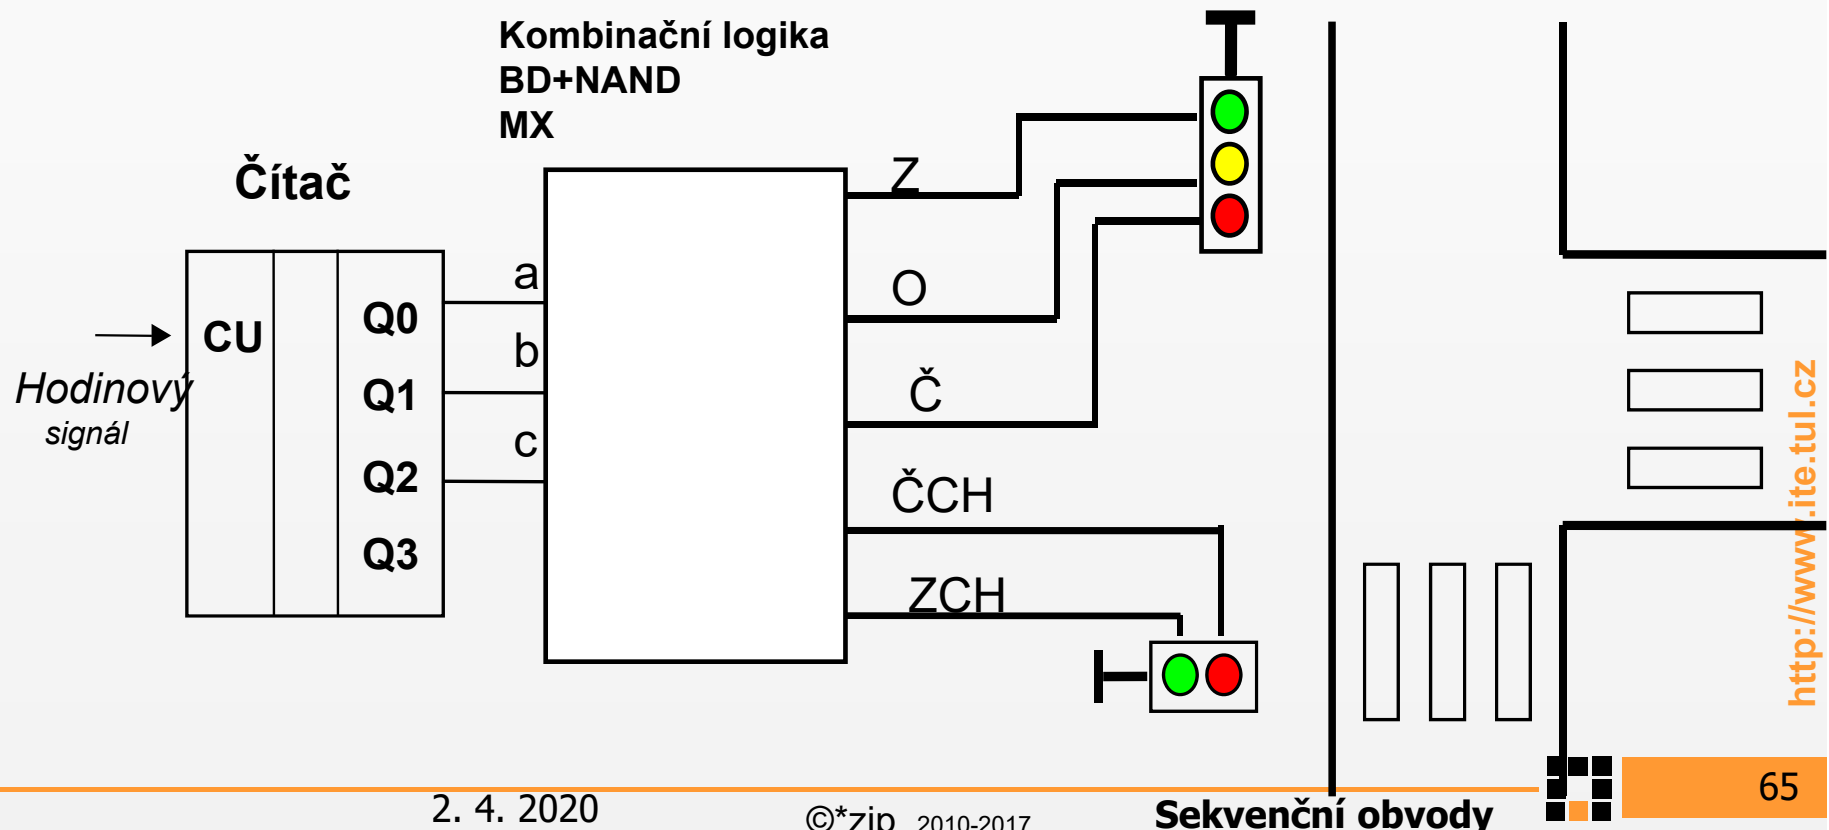 Kombinační logika
BD+NAND
MX
Čítač
CU
Q0
Q1
Q2
Q3
Hodinový
signál
a
b
c
Z
O
Č
ČCH
ZCH
http://www.ite.tul.cz
2. 4. 2020
©*zip 2010-2017
Sekvenční obvody
65